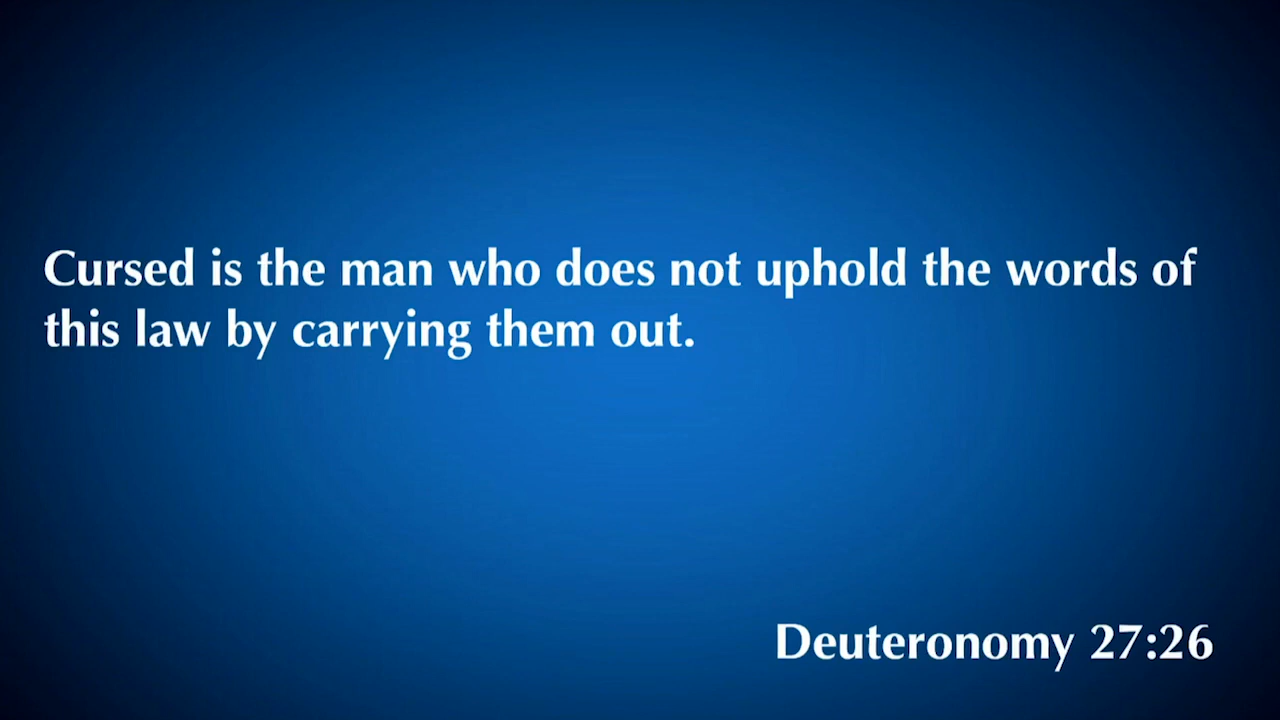 Cursed is the man who does not uphold the words of
this law by carrying them out.
Deuteronomy 27:26